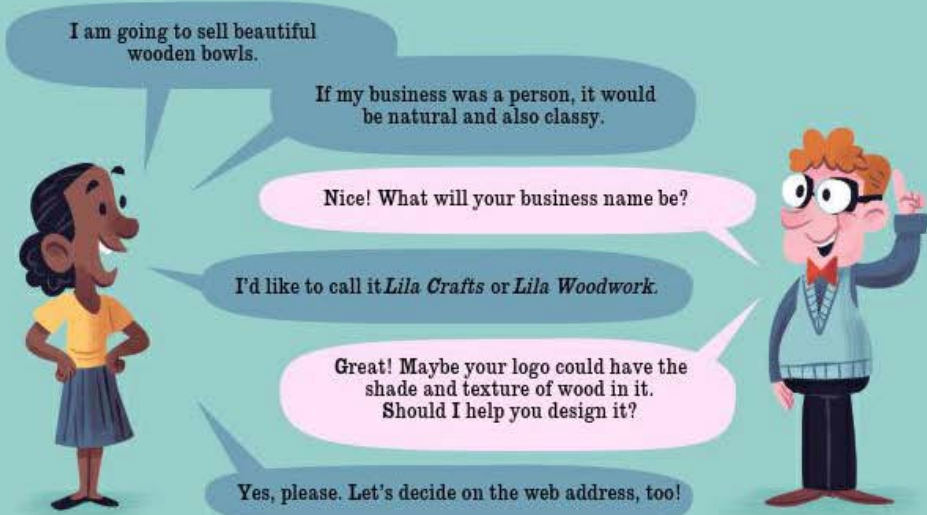 I am going to sell beautiful
wooden bowls.
If my business was a person, it would
be natural and also classy.
Nice! What will your business name be?
I'd like to call it Lila Crafts or Lila Woodwork.
Great! Maybe your logo could have the
shade and texture of wood in it.
Should I help you design it?
Yes, please. Let's decide on the web address, too!